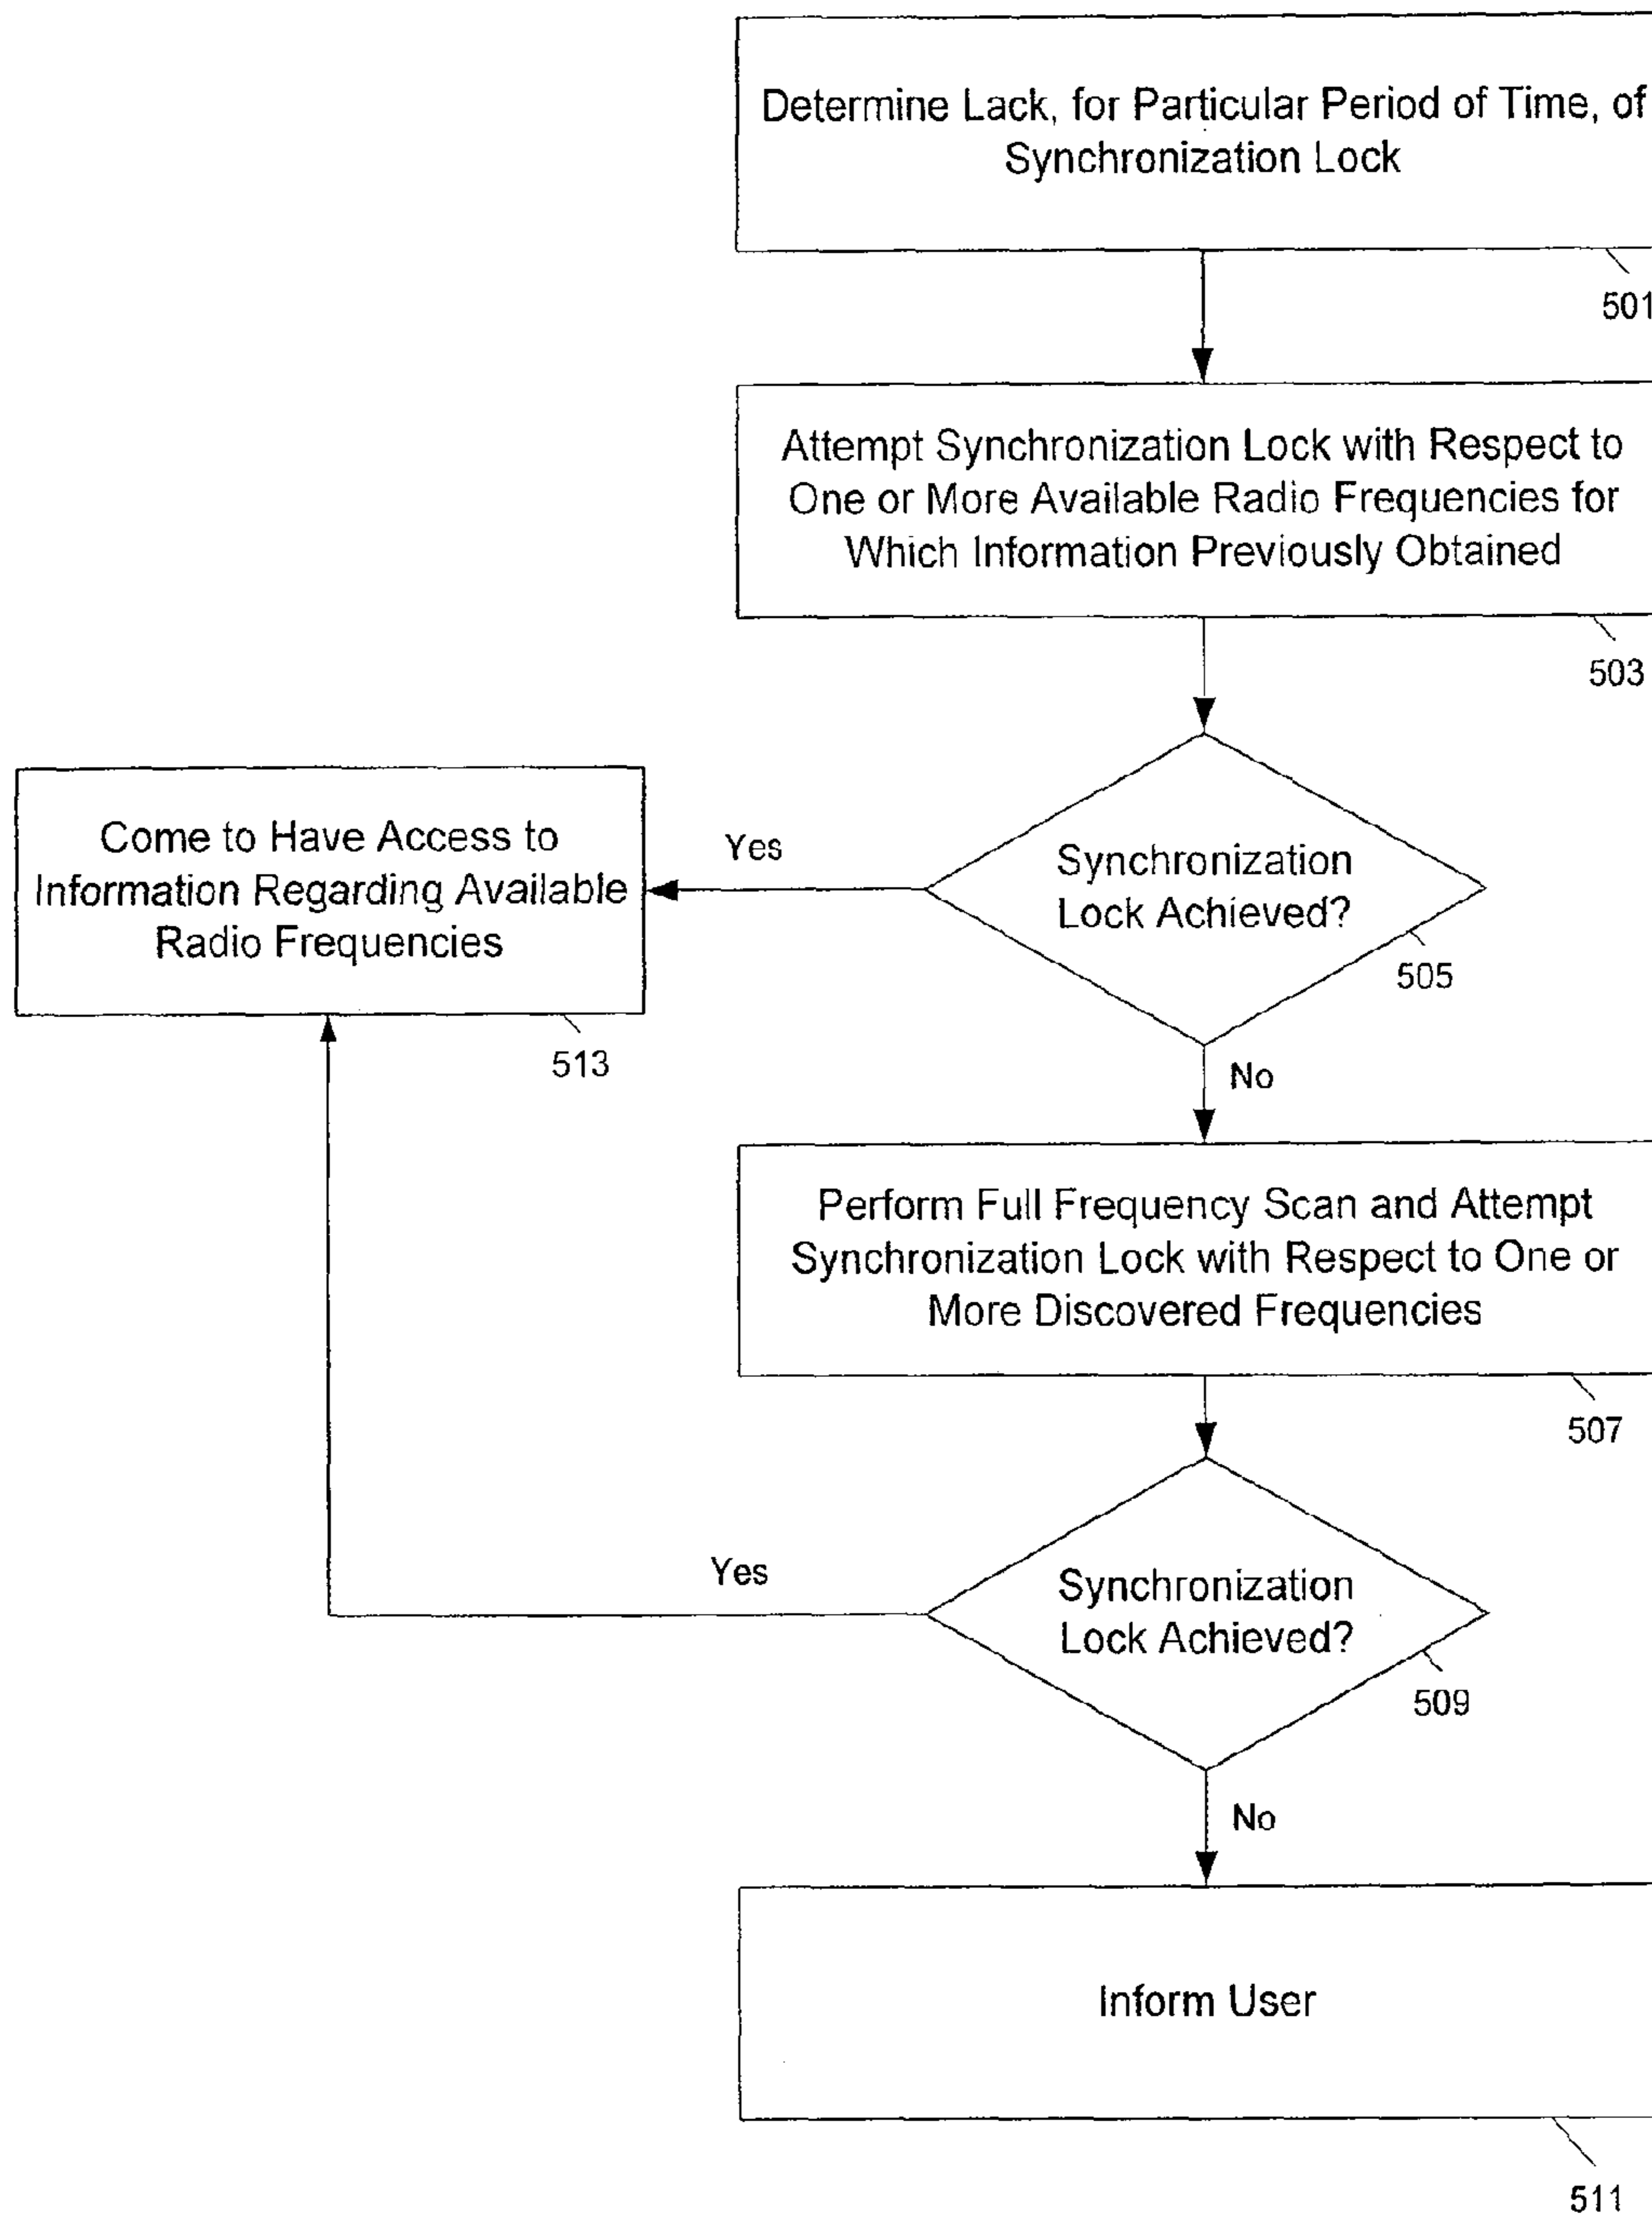 Determine Lack, for Particular Period of Time, of
Synchronization Lock
501
Attempt Synchronization Lock with Respect to
One or More Available Radio Frequencies for
Which Information Previously Obtained
503
Synchronization
Lock Achieved?
505
Yes
Come to Have Access to
Information Regarding Available
Radio Frequencies
513
No
Perform Full Frequency Scan and Attempt
Synchronization Lock with Respect to One or
More Discovered Frequencies
507
Synchronization
Lock Achieved?
509
Yes
No
Inform User
511